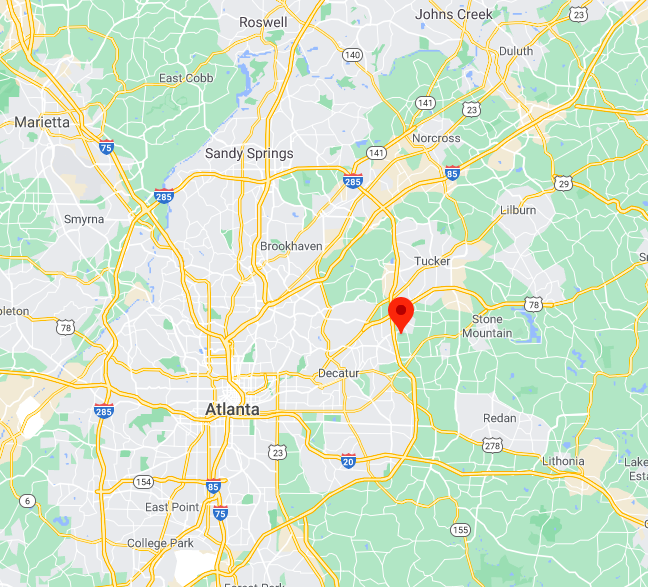 Roswell
Johns Creek
23
Duluth
140
East Cobb
141
23
Marietta
Norcross
75
Sandy Springs
141
85
285
29
285
Lilburn
Smyrna
Brookhaven
Tucker
78
Stone
Mountain
78
Decatur
Atlanta
285
Redan
278
23
20
Lithonia
154
85
6
75
East Point
155
College Park